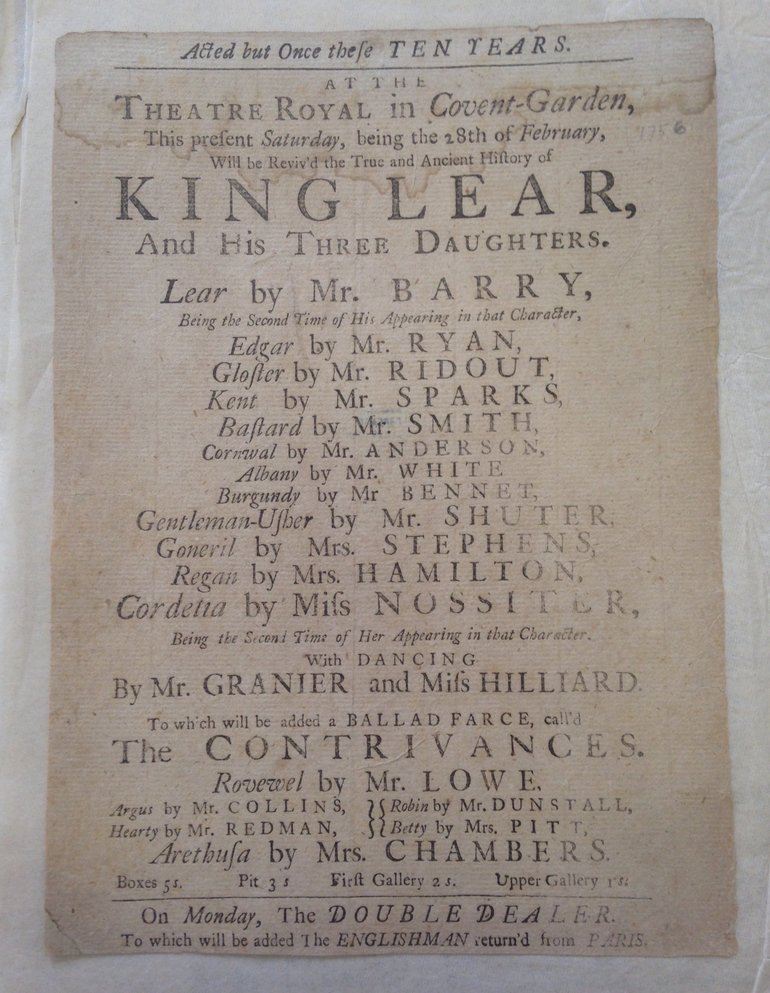 Acted but Once theſe TEN YEARS.
AT THE
THEATRE ROYAL in Covent-Garden,
This preſent Saturday, being the 28th of February,
1756
Will be Reviv'd the True and Ancient Hiſtory of
KING LEAR,
And His THREE DAUGHTERS.
Lear by Mr. BARRY,
Being the Second Time of His Appearing in that Character,
Edgar by Mr. RYAN,
Gloſter by Mr. RIDOUT,
Kent by Mr. SPARKS,
Baſtard by Mr. SMITH,
Cornwal by Mr. ANDERSON,
Albany by Mr. WHITE
Burgundy by Mr BENNET,
Gentleman-Uſher by Mr. SHUTER,
Goneril by Mrs. STEPHENS,
Regan by Mrs. HAMILTON,
Cordelia by Miſs NOSSITER,
Being the Second Time of Her Appearing in that Character.
With DANCING
By Mr. GRANIER and Miſs HILLIARD.
To which will be added a BALLAD FARCE, call'd
The CONTRIVANCES.
Rovewel by Mr. LOWE,
Argus by Mr. COLLINS, }{ Robin by Mr. DUNSTALL,
Hearty by Mr. REDMAN, }{ Betty by Mrs. PITT,
Arethuſa by Mrs. CHAMBERS.
Boxes 5s. Pit 3s Firſt Gallery 2s. Upper Gallery 1s.
On Monday, The DOUBLE DEALER.
To which will be added The ENGLISHMAN return'd from PARIS.